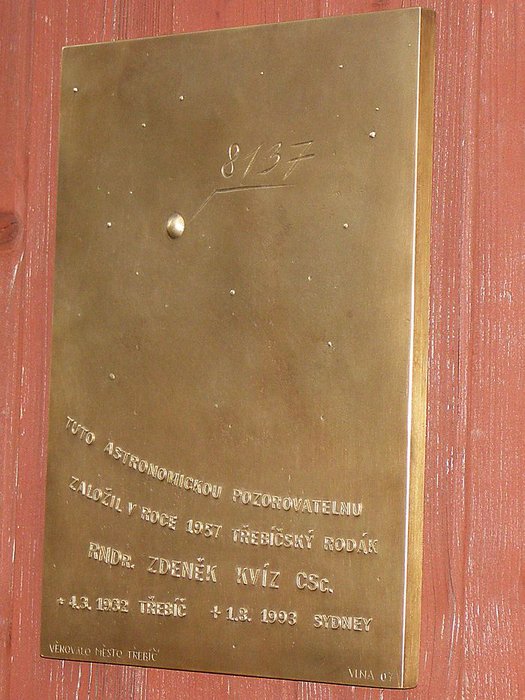 8137
TUTO ASTRONOMICKOU POZOROVATELNU
ZALOŽIL V ROCE 1957 TŘEBÍČSKÝ RODÁK
RNDR. ZDENĚK KVÍZ CSc.
+ 4.3. 1932 TŘEBÍČ + 1.8. 1993 SYDNEY
VĚNOVALO MĚSTO TŘEBÍČ
VLNA 07